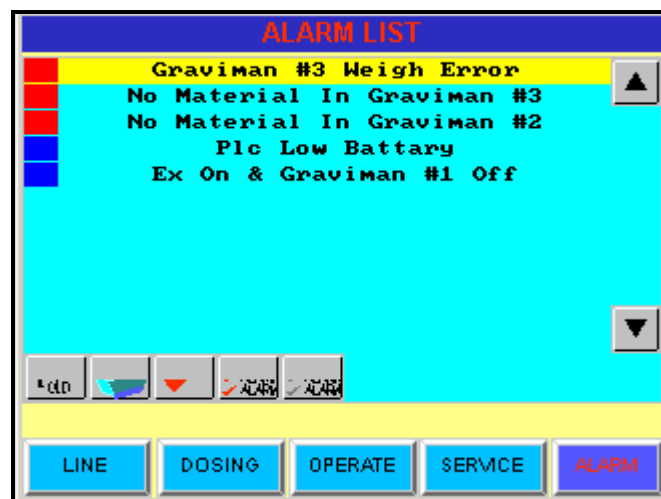 ALARM LIST
Graviman #3 Weigh Error
No Material In Graviman #3
No Material In Graviman #2
Plc Low Battary
Ex On & Graviman #1 Off
LINE
DOSING
OPERATE
SERVICE
ALARM